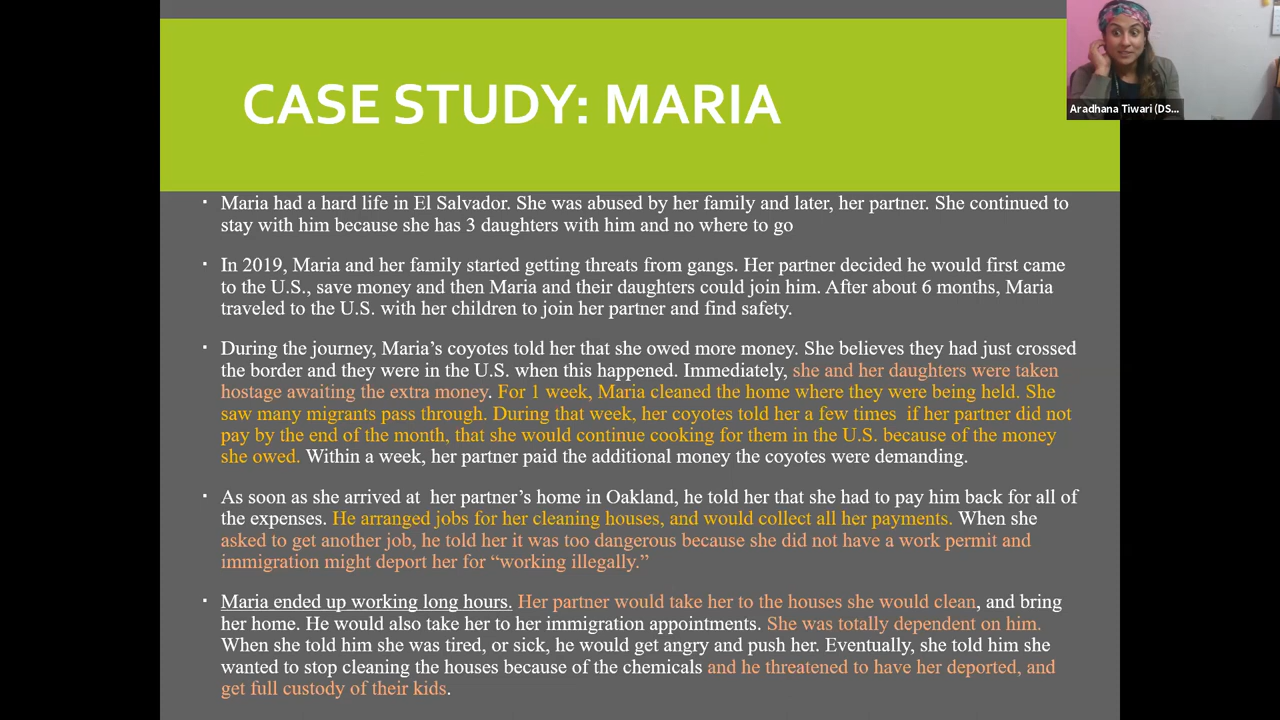 Aradhana Tiwari (DS...
CASE STUDY: MARIA
▪ Maria had a hard life in El Salvador. She was abused by her family and later, her partner. She continued to
stay with him because she has 3 daughters with him and no where to go
▪ In 2019, Maria and her family started getting threats from gangs. Her partner decided he would first came
to the U.S., save money and then Maria and their daughters could join him. After about 6 months, Maria
traveled to the U.S. with her children to join her partner and find safety.
▪ During the journey, Maria’s coyotes told her that she owed more money. She believes they had just crossed
the border and they were in the U.S. when this happened. Immediately, she and her daughters were taken
hostage awaiting the extra money. For 1 week, Maria cleaned the home where they were being held. She
saw many migrants pass through. During that week, her coyotes told her a few times if her partner did not
pay by the end of the month, that she would continue cooking for them in the U.S. because of the money
she owed. Within a week, her partner paid the additional money the coyotes were demanding.
▪ As soon as she arrived at her partner’s home in Oakland, he told her that she had to pay him back for all of
the expenses. He arranged jobs for her cleaning houses, and would collect all her payments. When she
asked to get another job, he told her it was too dangerous because she did not have a work permit and
immigration might deport her for “working illegally.”
▪ Maria ended up working long hours. Her partner would take her to the houses she would clean, and bring
her home. He would also take her to her immigration appointments. She was totally dependent on him.
When she told him she was tired, or sick, he would get angry and push her. Eventually, she told him she
wanted to stop cleaning the houses because of the chemicals and he threatened to have her deported, and
get full custody of their kids.